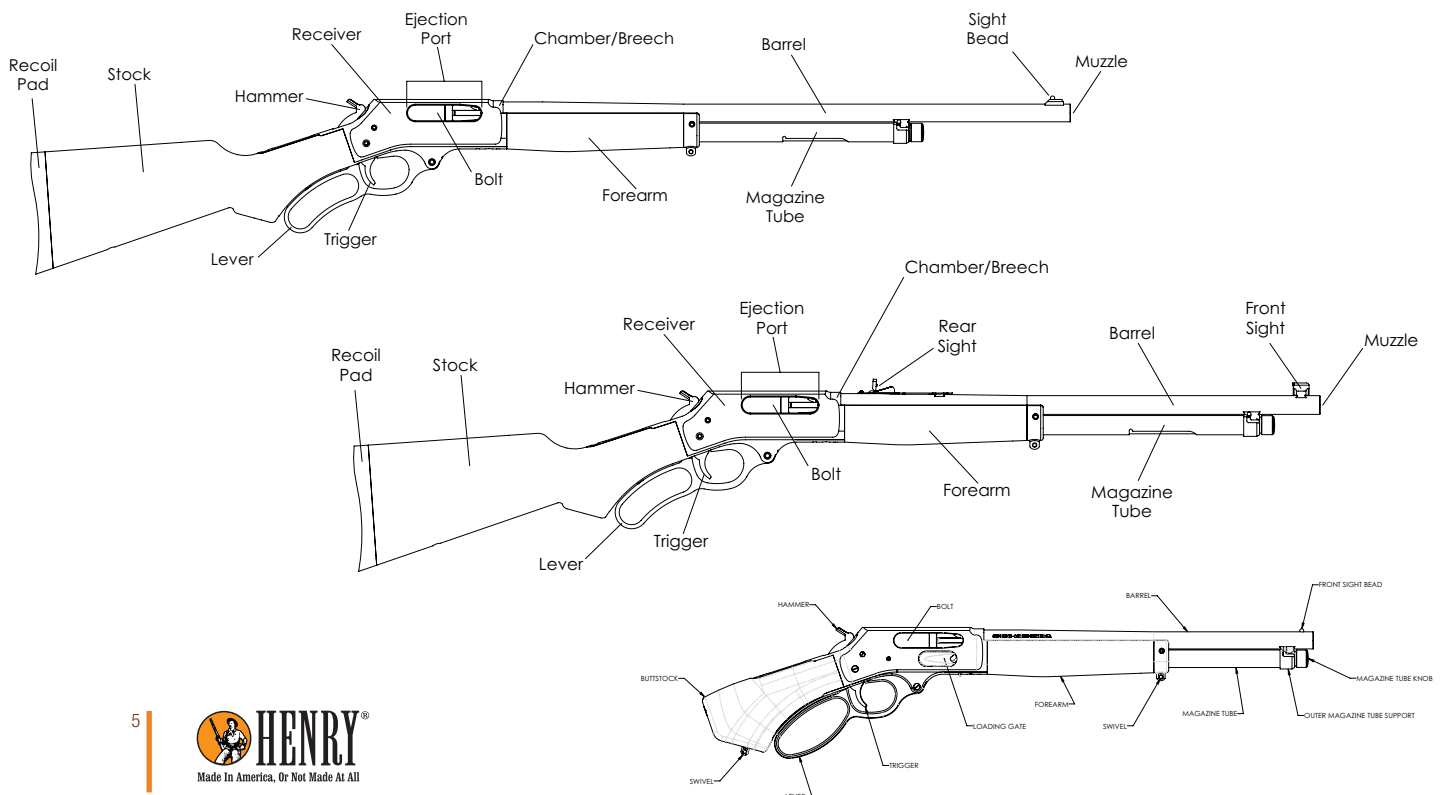 Ejection
Port
Receiver
Chamber/Breech
Barrel
Sight
Bead
Muzzle
Recoil
Pad
Stock
Hammer
Bolt
Forearm
Magazine
Tube
Trigger
Lever
Chamber/Breech
Ejection
Port
Receiver
Rear
Sight
Barrel
Front
Sight
Muzzle
Recoil
Pad
Stock
Hammer
Bolt
Forearm
Magazine
Tube
Trigger
Lever
HAMMER
BOLT
BARREL
FRONT SIGHT BEAD
BUTTSTOCK
MAGAZINE TUBE KNOB
FOREARM
MAGAZINE TUBE
OUTER MAGAZINE TUBE SUPPORT
LOADING GATE
SWIVEL
TRIGGER
SWIVEL
5
HENRY®
Made In America, Or Not Made At All